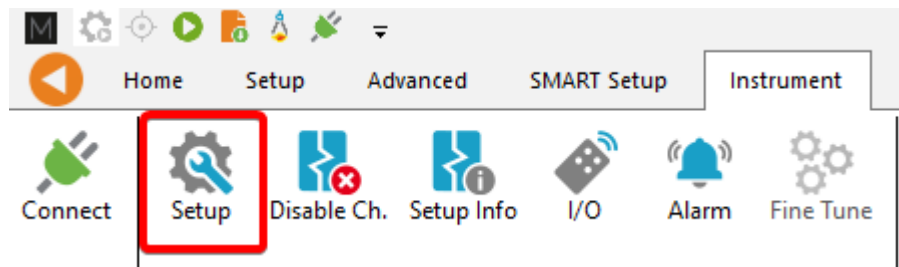 M
Home Setup Advanced SMART Setup Instrument
Connect Setup Disable Ch. Setup Info I/O Alarm Fine Tune